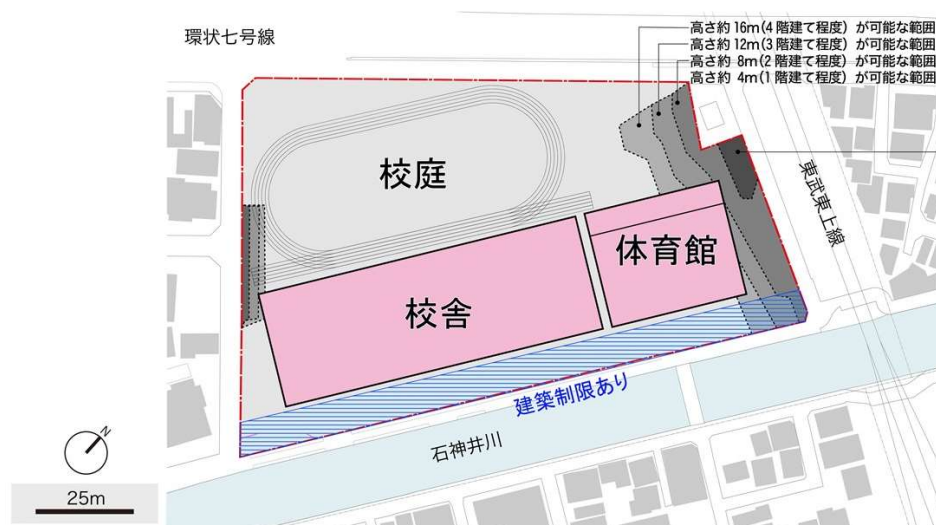 環状七号線
高さ約16m(4階建て程度)が可能な範囲
高さ約12m(3階建て程度)が可能な範囲
高さ約 8m(2階建て程度)が可能な範囲
高さ約 4m(1階建て程度)が可能な範囲
校庭
東武東上線
体育館
校舎
建築制限あり
石神井川
N
25m